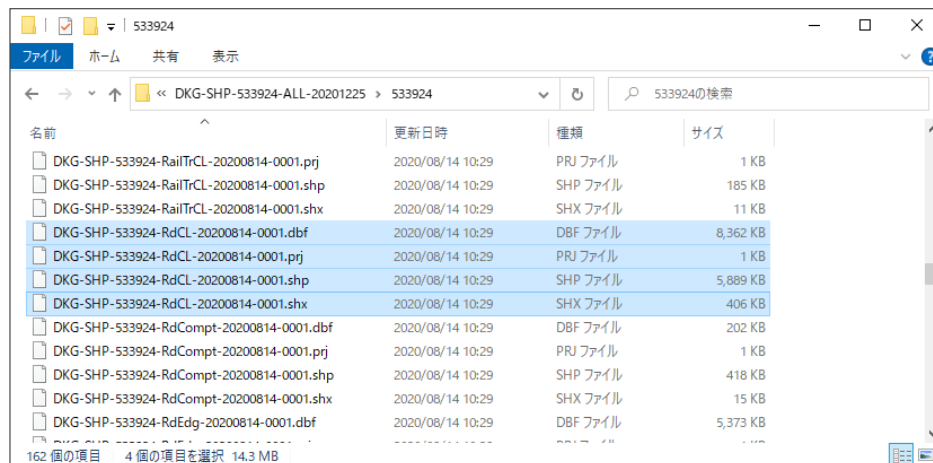 533924
ファイル ホーム 共有 表示
« DKG-SHP-533924-ALL-20201225 › 533924 533924の検索
名前 更新日時 種類 サイズ
DKG-SHP-533924-RailTrCL-20200814-0001.prj 2020/08/14 10:29 PRJ ファイル 1 KB
DKG-SHP-533924-RailTrCL-20200814-0001.shp 2020/08/14 10:29 SHP ファイル 185 KB
DKG-SHP-533924-RailTrCL-20200814-0001.shx 2020/08/14 10:29 SHX ファイル 11 KB
DKG-SHP-533924-RdCL-20200814-0001.dbf 2020/08/14 10:29 DBF ファイル 8,362 KB
DKG-SHP-533924-RdCL-20200814-0001.prj 2020/08/14 10:29 PRJ ファイル 1 KB
DKG-SHP-533924-RdCL-20200814-0001.shp 2020/08/14 10:29 SHP ファイル 5,889 KB
DKG-SHP-533924-RdCL-20200814-0001.shx 2020/08/14 10:29 SHX ファイル 406 KB
DKG-SHP-533924-RdCompt-20200814-0001.dbf 2020/08/14 10:29 DBF ファイル 202 KB
DKG-SHP-533924-RdCompt-20200814-0001.prj 2020/08/14 10:29 PRJ ファイル 1 KB
DKG-SHP-533924-RdCompt-20200814-0001.shp 2020/08/14 10:29 SHP ファイル 418 KB
DKG-SHP-533924-RdCompt-20200814-0001.shx 2020/08/14 10:29 SHX ファイル 15 KB
DKG-SHP-533924-RdEdg-20200814-0001.dbf 2020/08/14 10:29 DBF ファイル 5,373 KB
162 個の項目 4 個の項目を選択 14.3 MB